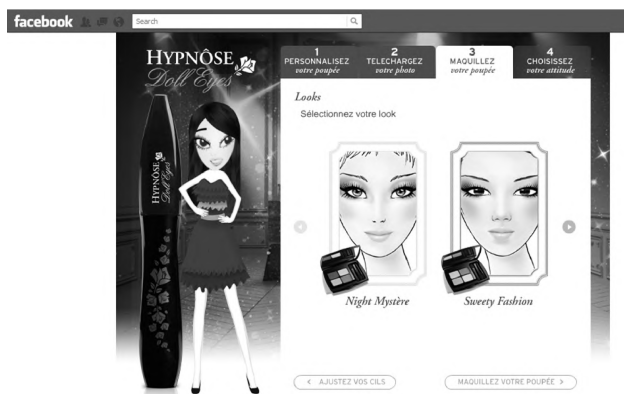 facebook
Search
HYPNÔSE
Doll Eyes
1
PERSONNALISEZ
votre poupée
2
TELECHARGEZ
votre photo
3
MAQUILLEZ
votre poupée
4
CHOISISSEZ
votre attitude
Looks
Sélectionnez votre look
HYPNÔSE
Doll Eyes
Night Mystère
Sweety Fashion
< AJUSTEZ VOS CILS
MAQUILLEZ VOTRE POUPÉE >